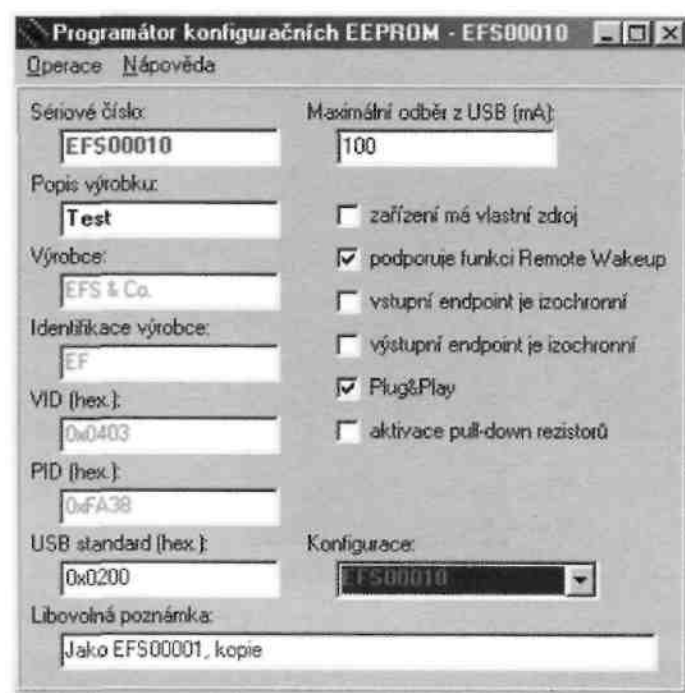 Programátor konfiguračních EEPROM - EFS00010
Operace Nápověda
Sériové číslo:
EFS00010
Popis výrobku:
Test
Výrobce:
EFS & Co.
Identifikace výrobce:
EF
VID (hex.):
0x0403
PID (hex.):
0xFA38
USB standard (hex.):
0x0200
Maximální odběr z USB (mA):
100
zařízení má vlastní zdroj
podporuje funkci Remote Wakeup
vstupní endpoint je izochronní
výstupní endpoint je izochronní
Plug&Play
aktivace pull-down rezistorů
Konfigurace:
EFS00010
Libovolná poznámka:
Jako EFS00001, kopie